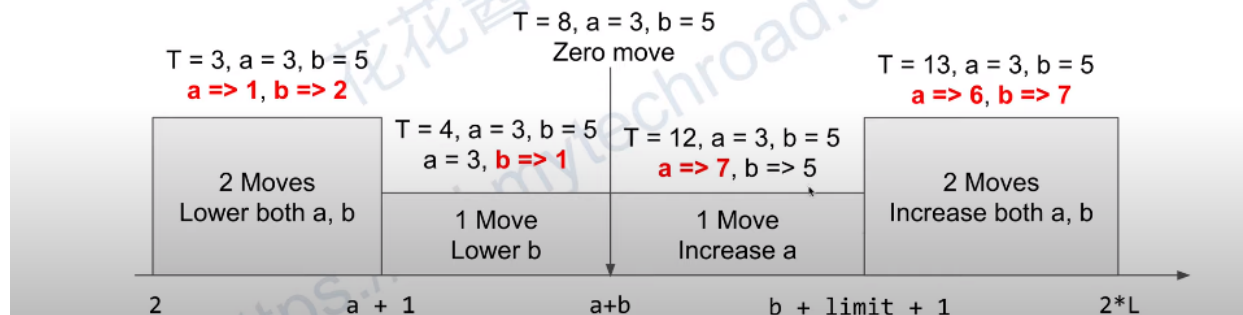 T = 8, a = 3, b = 5
Zero move
T = 3, a = 3, b = 5
a => 1, b => 2
T = 13, a = 3, b = 5
a => 6, b => 7
T = 4, a = 3, b = 5
a = 3, b => 1
T = 12, a = 3, b = 5
a => 7, b => 5
2 Moves
Lower both a, b
1 Move
Lower b
1 Move
Increase a
2 Moves
Increase both a, b
2
a + 1
a+b
b + limit + 1
2*L